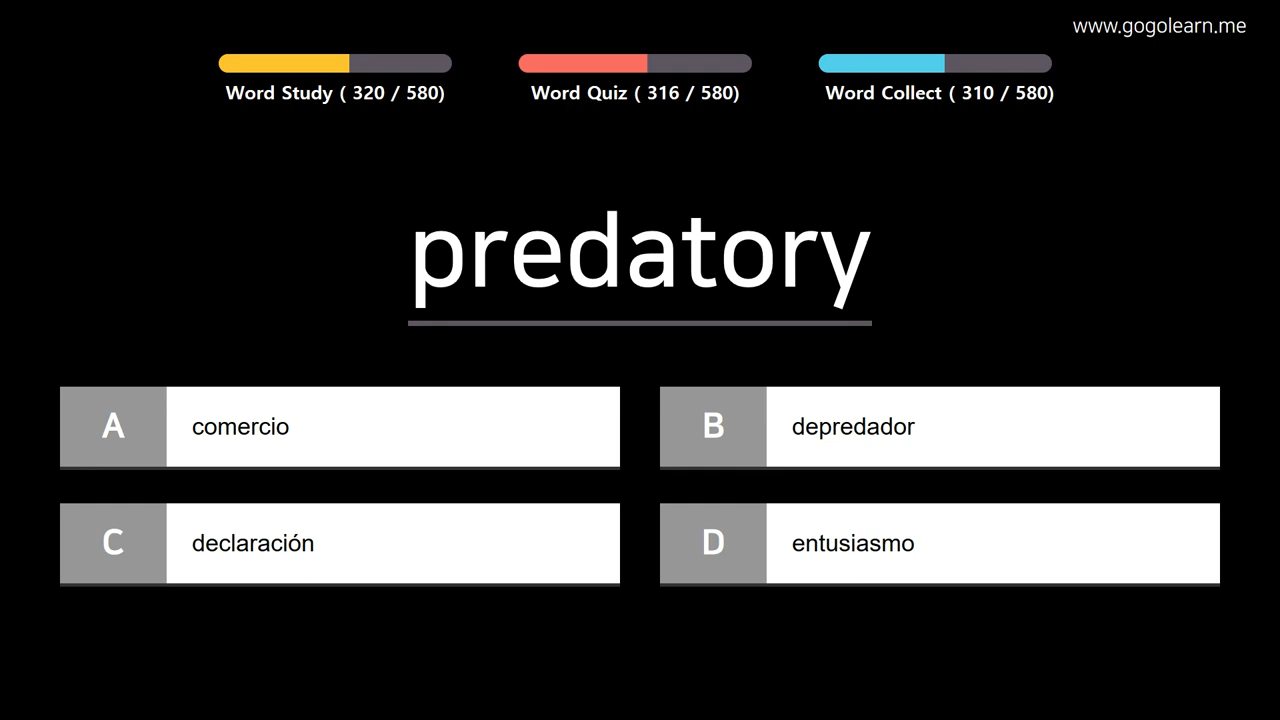 www.gogolearn.me
Word Study ( 320 / 580)
Word Quiz ( 316 / 580)
Word Collect ( 310 / 580)
predatory
A comercio
B depredador
C declaración
D entusiasmo